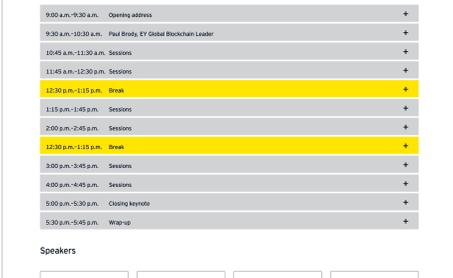 9:00 a.m.-9:30 a.m. Opening address +
9:30 a.m.-10:30 a.m. Paul Brody, EY Global Blockchain Leader +
10:45 a.m.-11:30 a.m. Sessions +
11:45 a.m.-12:30 p.m. Sessions +
12:30 p.m.-1:15 p.m. Break +
1:15 p.m.-1:45 p.m. Sessions +
2:00 p.m.-2:45 p.m. Sessions +
12:30 p.m.-1:15 p.m. Break +
3:00 p.m.-3:45 p.m. Sessions +
4:00 p.m.-4:45 p.m. Sessions +
5:00 p.m.-5:30 p.m. Closing keynote +
5:30 p.m.-5:45 p.m. Wrap-up +
Speakers